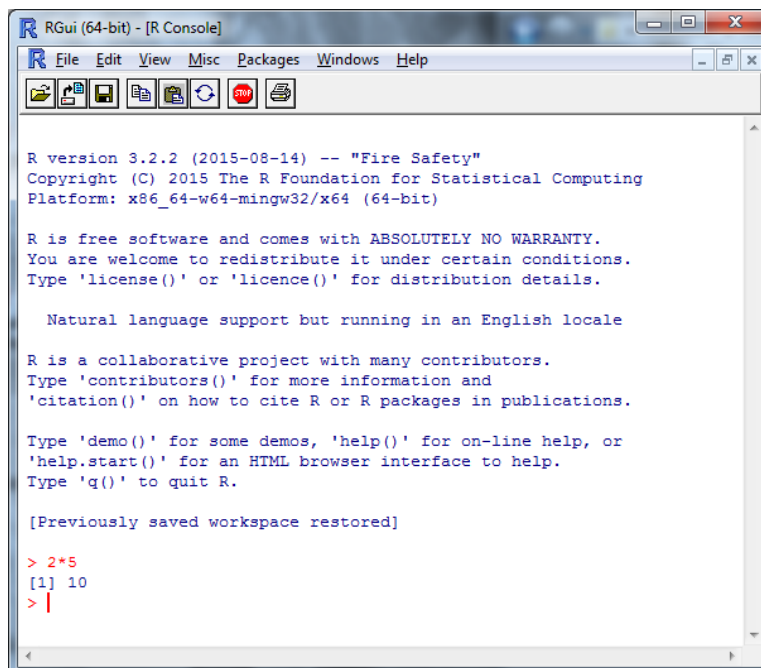 RGui (64-bit) - [R Console]
File Edit View Misc Packages Windows Help
STOP
R version 3.2.2 (2015-08-14) -- "Fire Safety"
Copyright (C) 2015 The R Foundation for Statistical Computing
Platform: x86_64-w64-mingw32/x64 (64-bit)
R is free software and comes with ABSOLUTELY NO WARRANTY.
You are welcome to redistribute it under certain conditions.
Type 'license()' or 'licence()' for distribution details.
Natural language support but running in an English locale
R is a collaborative project with many contributors.
Type 'contributors()' for more information and
'citation()' on how to cite R or R packages in publications.
Type 'demo()' for some demos, 'help()' for on-line help, or
'help.start()' for an HTML browser interface to help.
Type 'q()' to quit R.
[Previously saved workspace restored]
> 2*5
[1] 10
>